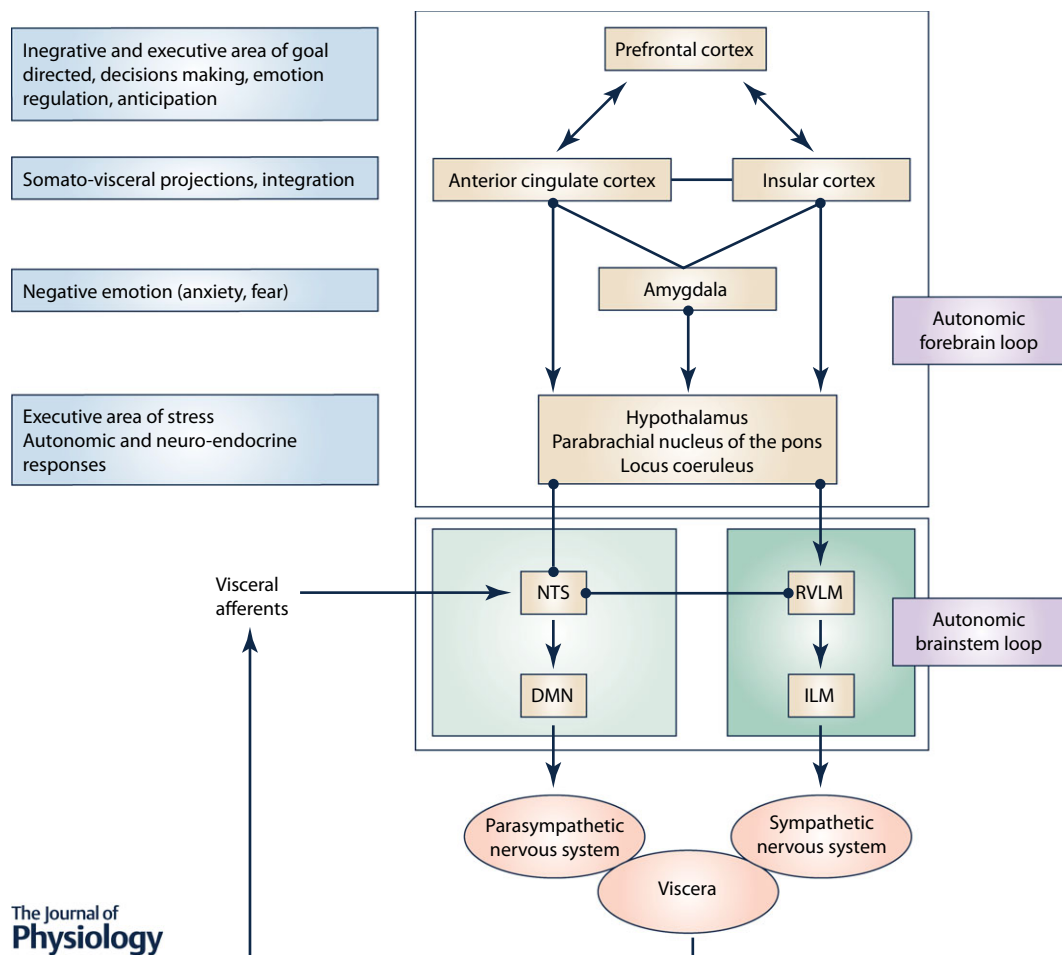 Inegrative and executive area of goal
directed, decisions making, emotion
regulation, anticipation
Prefrontal cortex
Somato-visceral projections, integration
Anterior cingulate cortex
Insular cortex
Negative emotion (anxiety, fear)
Amygdala
Autonomic
forebrain loop
Executive area of stress
Autonomic and neuro-endocrine
responses
Hypothalamus
Parabrachial nucleus of the pons
Locus coeruleus
Visceral
afferents
NTS
RVLM
Autonomic
brainstem loop
DMN
ILM
Parasympathetic
nervous system
Sympathetic
nervous system
Viscera
The Journal of
Physiology